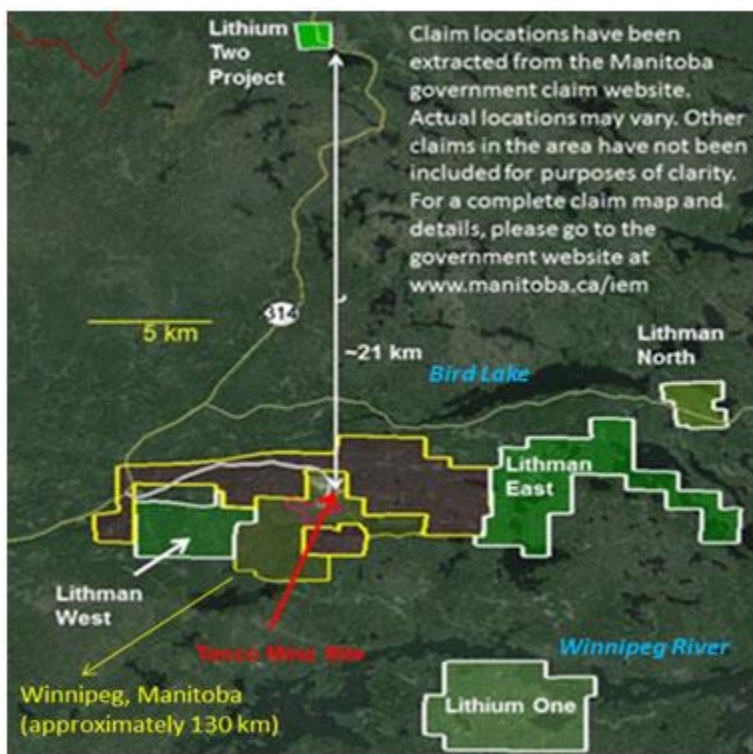 Lithium
Two
Project
Claim locations have been
extracted from the Manitoba
government claim website.
Actual locations may vary. Other
claims in the area have not been
included for purposes of clarity.
For a complete claim map and
details, please go to the
government website at
www.manitoba.ca/iem
314
5 km
~21 km
Lithman
North
Bird Lake
Lithman
East
Lithman
West
Tanco Mine Site
Winnipeg River
Winnipeg, Manitoba
(approximately 130 km)
Lithium One